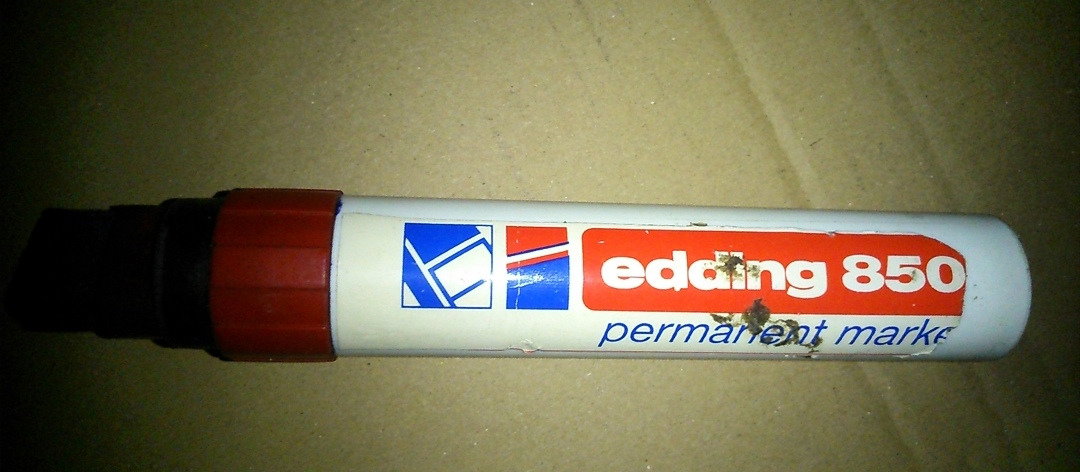 edding 850
permanent marke